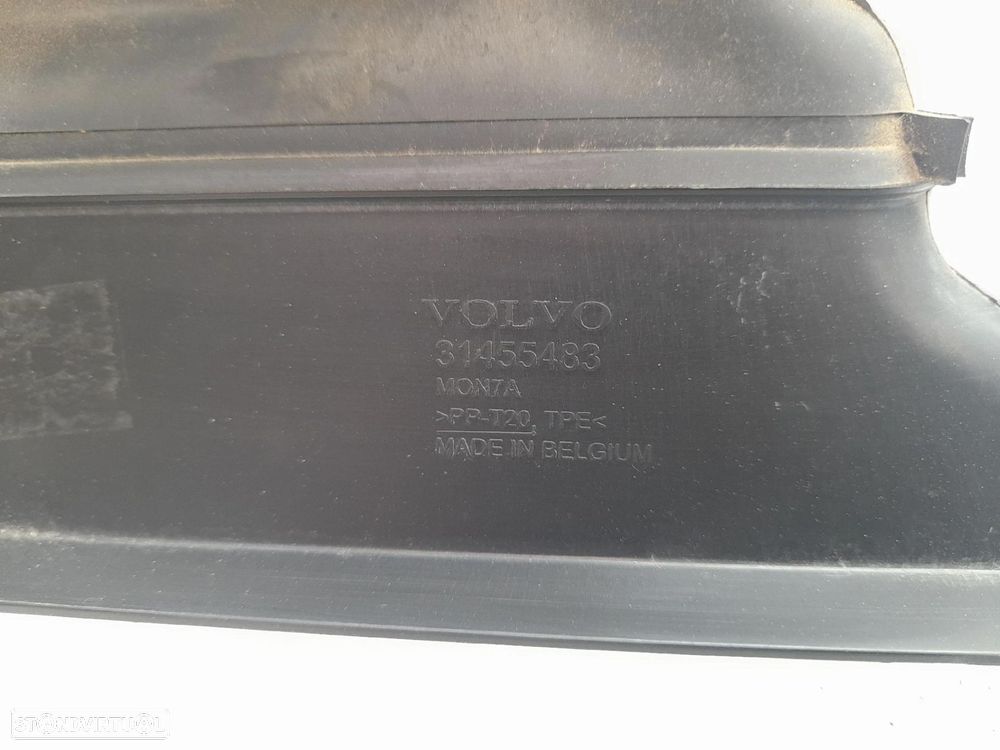 VOLVO
31455483
MON7A
>PP-T20, TPE<
MADE IN BELGIUM
STANDVIRTUAL